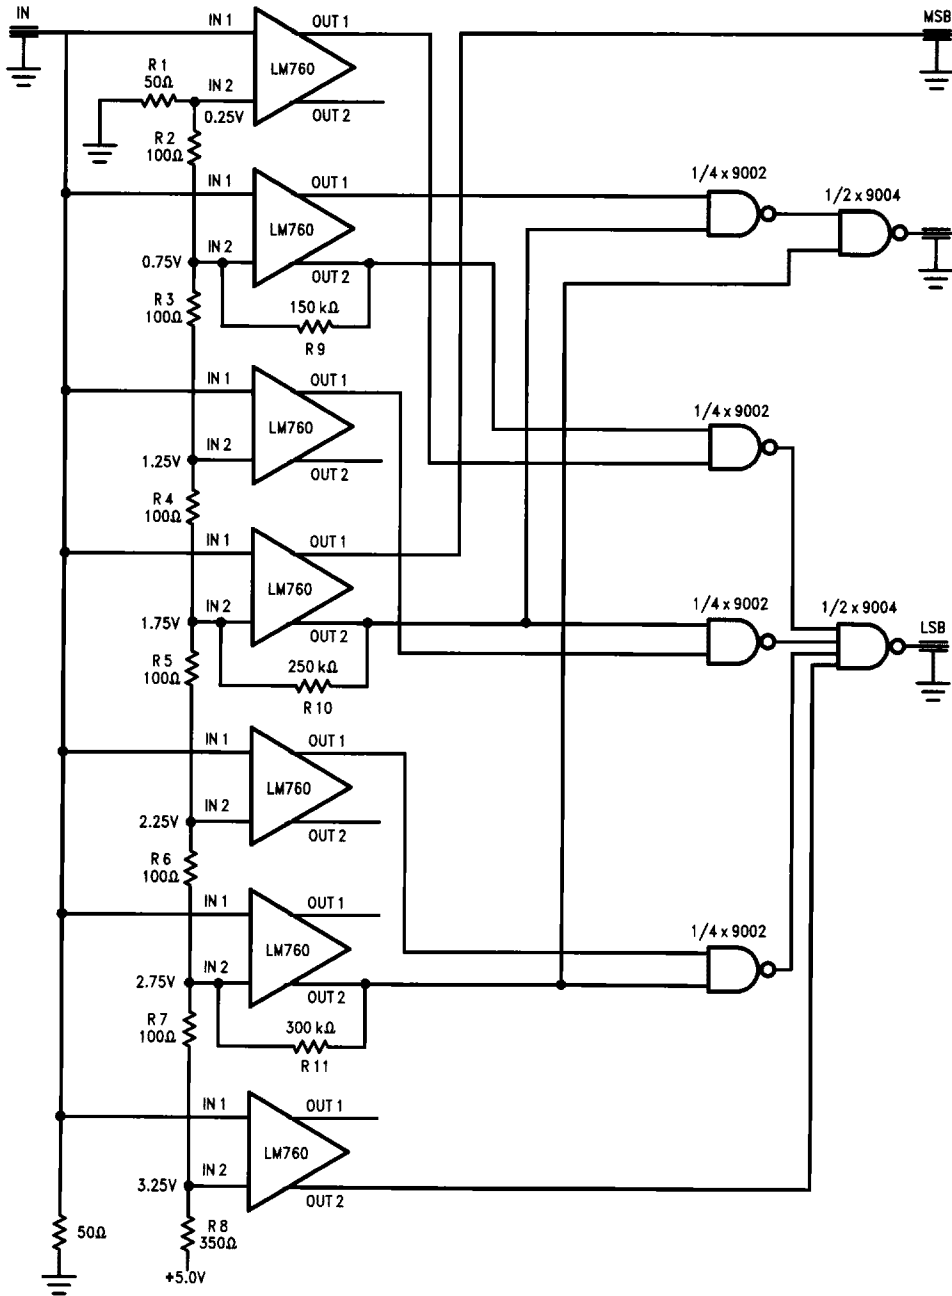 IN
IN 1
OUT 1
MSB
LM760
R 1
50Ω
IN 2
0.25V
OUT 2
R 2
100Ω
IN 1
OUT 1
1/4 x 9002
1/2 x 9004
LM760
IN 2
0.75V
OUT 2
R 3
100Ω
150 kΩ
R 9
IN 1
OUT 1
1/4 x 9002
LM760
IN 2
1.25V
OUT 2
R 4
100Ω
IN 1
OUT 1
LM760
1/4 x 9002
1/2 x 9004
IN 2
1.75V
OUT 2
LSB
R 5
100Ω
250 kΩ
R 10
IN 1
OUT 1
LM760
IN 2
2.25V
OUT 2
R 6
100Ω
IN 1
OUT 1
1/4 x 9002
LM760
IN 2
2.75V
OUT 2
R 7
100Ω
300 kΩ
R 11
IN 1
OUT 1
LM760
IN 2
3.25V
OUT 2
50Ω
R 8
350Ω
+5.0V